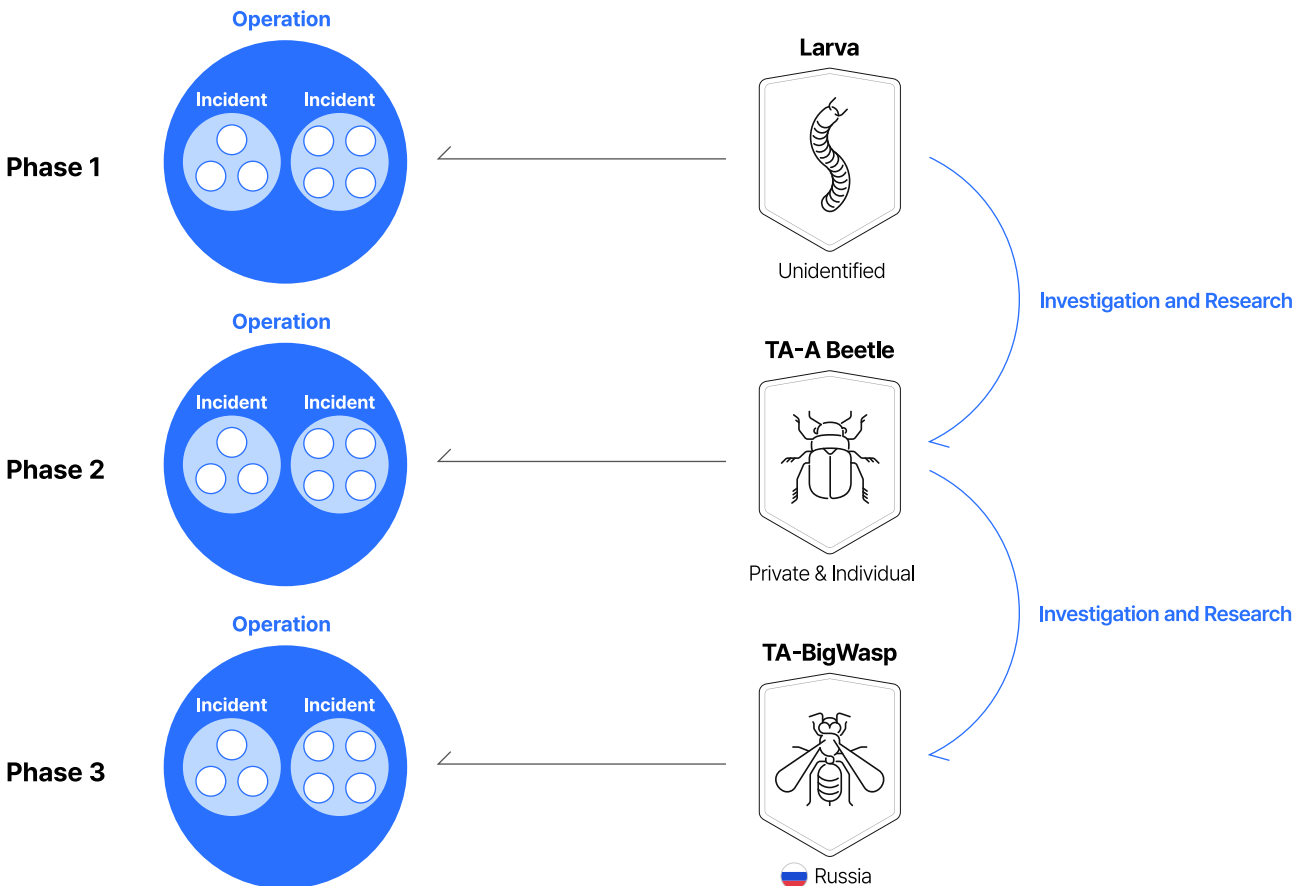 Operation
Larva
Incident Incident
Phase 1
Unidentified
Investigation and Research
Operation
TA-A Beetle
Incident Incident
Phase 2
Private & Individual
Investigation and Research
Operation
TA-BigWasp
Incident Incident
Phase 3
Russia